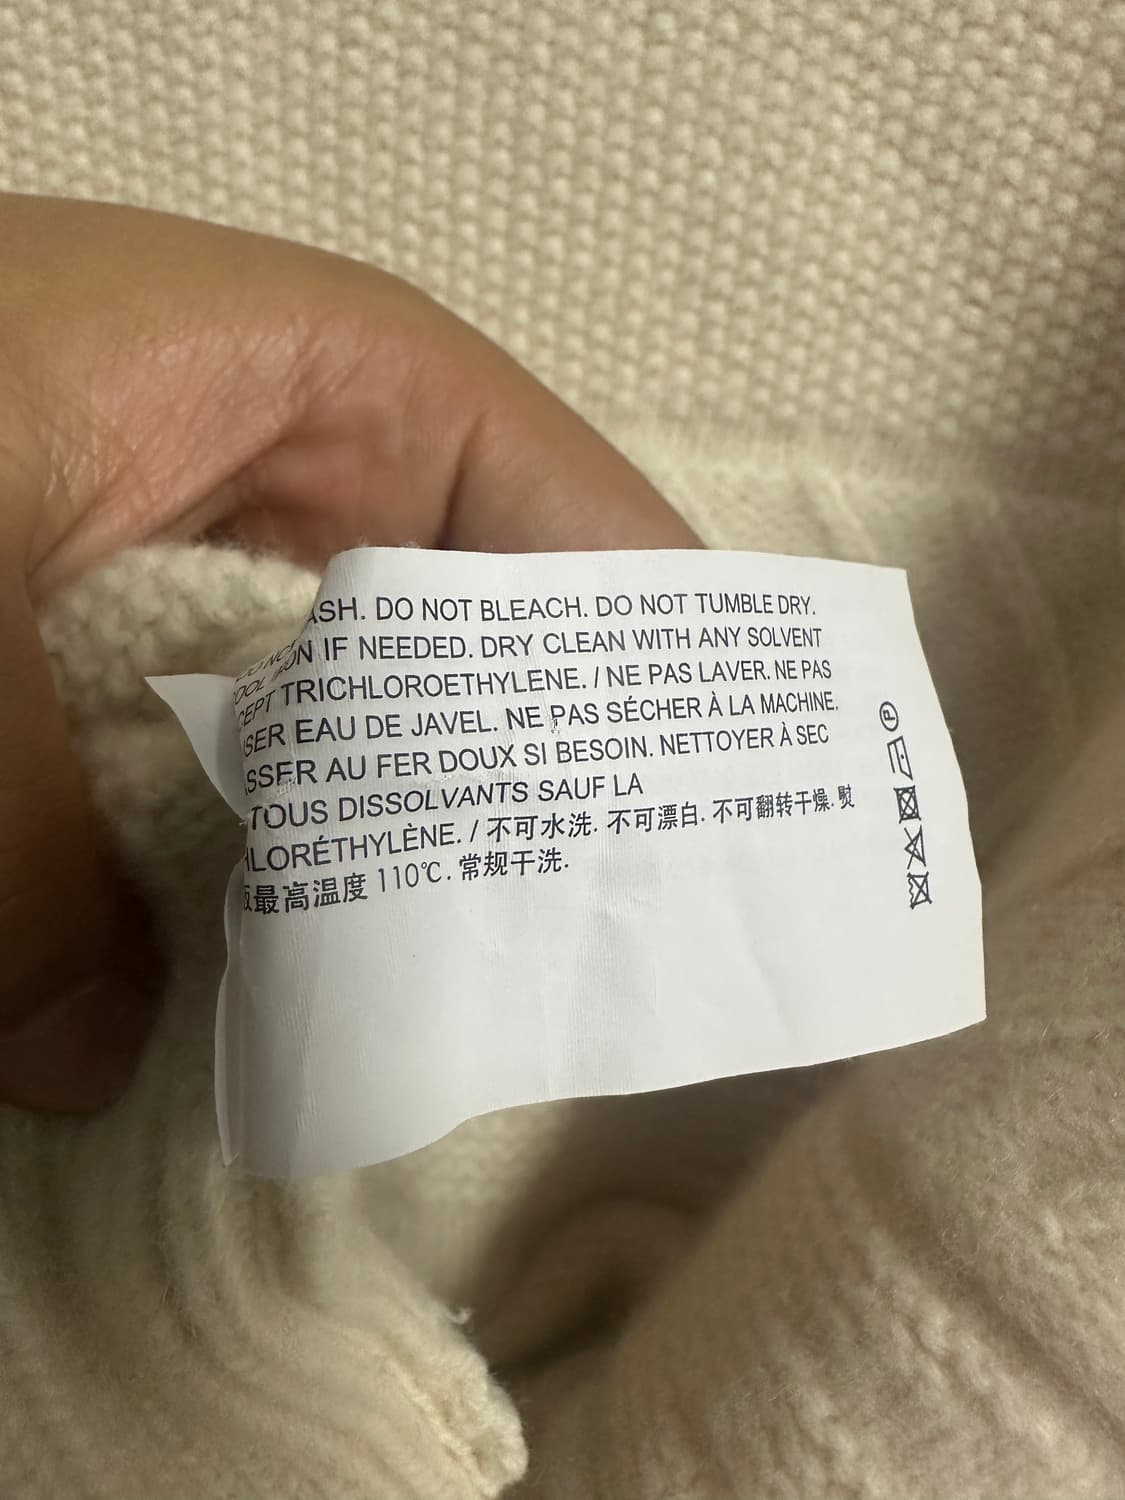 DO NOT BLEACH. DO NOT TUMBLE DRY.
IF NEEDED. DRY CLEAN WITH ANY SOLVENT
TRICHLOROETHYLENE. / NE PAS LAVER. NE PAS
EAU DE JAVEL. NE PAS SÉCHER À LA MACHINE.
AU FER DOUX SI BESOIN. NETTOYER À SEC
TOUS DISSOLVANTS SAUF LA
/ 不可水洗. 不可漂白. 不可翻转干燥. 熨
最高温度 110℃. 常规干洗.
P